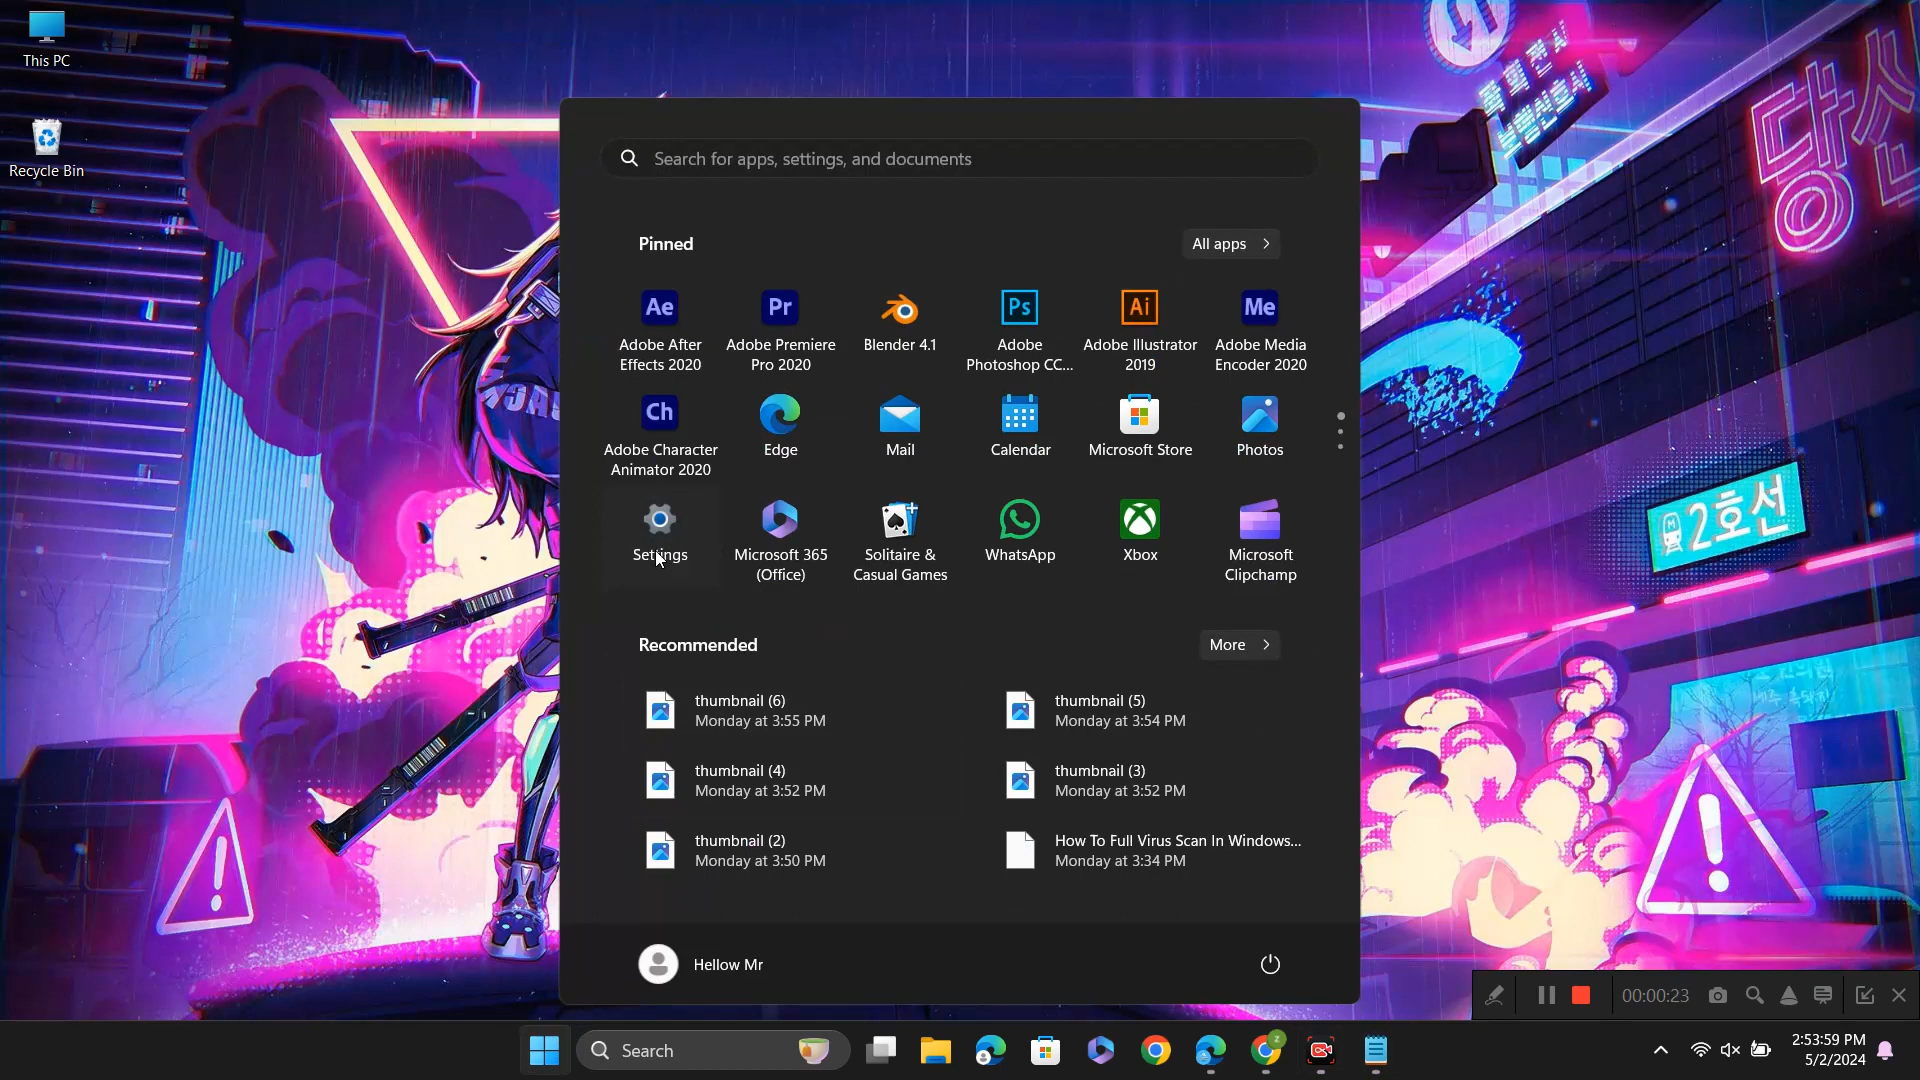 This PC
Recycle Bin
Search for apps, settings, and documents
Pinned
All apps
Ae
Pr
Ps
Ai
Me
Adobe After
Effects 2020
Adobe Premiere
Pro 2020
Blender 4.1
Adobe
Photoshop CC...
Adobe Illustrator
2019
Adobe Media
Encoder 2020
Ch
Adobe Character
Animator 2020
Edge
Mail
Calendar
Microsoft Store
Photos
Settings
Microsoft 365
(Office)
Solitaire &
Casual Games
WhatsApp
Xbox
Microsoft
Clipchamp
Recommended
More
thumbnail (6)
Monday at 3:55 PM
thumbnail (5)
Monday at 3:54 PM
thumbnail (4)
Monday at 3:52 PM
thumbnail (3)
Monday at 3:52 PM
thumbnail (2)
Monday at 3:50 PM
How To Full Virus Scan In Windows...
Monday at 3:34 PM
Hellow Mr
2호선
00:00:23
Search
2:53:59 PM
5/2/2024